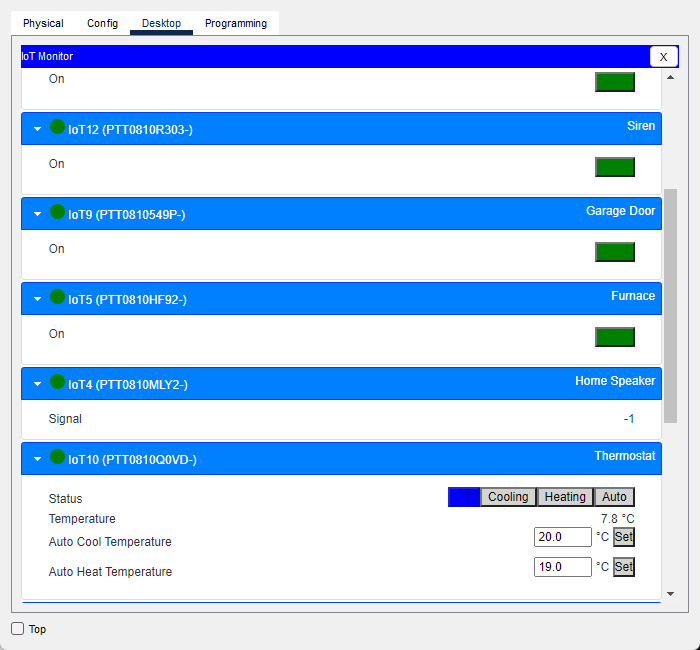 Physical Config Desktop Programming
IoT Monitor X
On
IoT12 (PTT0810R303-) Siren
On
IoT9 (PTT0810549P-) Garage Door
On
IoT5 (PTT0810HF92-) Furnace
On
IoT4 (PTT0810MLY2-) Home Speaker
Signal -1
IoT10 (PTT0810Q0VD-) Thermostat
Status Cooling Heating Auto
Temperature 7.8 °C
Auto Cool Temperature 20.0 °C Set
Auto Heat Temperature 19.0 °C Set
Top